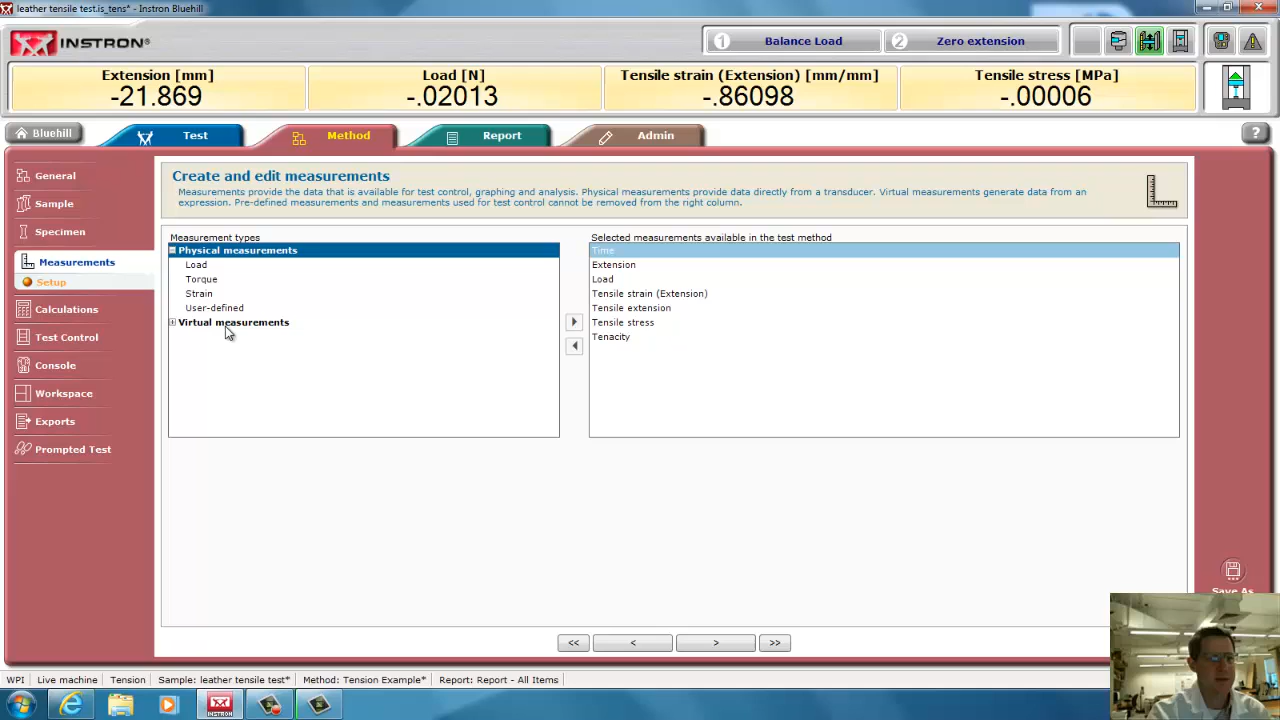 leather tensile test.is_tens* - Instron Bluehill
INSTRON®
1 Balance Load
2 Zero extension
Extension [mm]
-21.869
Load [N]
-.02013
Tensile strain (Extension) [mm/mm]
-.86098
Tensile stress [MPa]
-.00006
Bluehill
Test
Method
Report
Admin
?
General
Sample
Specimen
Measurements
Setup
Calculations
Test Control
Console
Workspace
Exports
Prompted Test
Create and edit measurements
Measurements provide the data that is available for test control, graphing and analysis. Physical measurements provide data directly from a transducer. Virtual measurements generate data from an
expression. Pre-defined measurements and measurements used for test control cannot be removed from the right column.
Measurement types
Physical measurements
Load
Torque
Strain
User-defined
Virtual measurements
Selected measurements available in the test method
Time
Extension
Load
Tensile strain (Extension)
Tensile extension
Tensile stress
Tenacity
<<
<
>
>>
Save As
WPI
Live machine
Tension
Sample: leather tensile test*
Method: Tension Example*
Report: Report - All Items
INSTRON